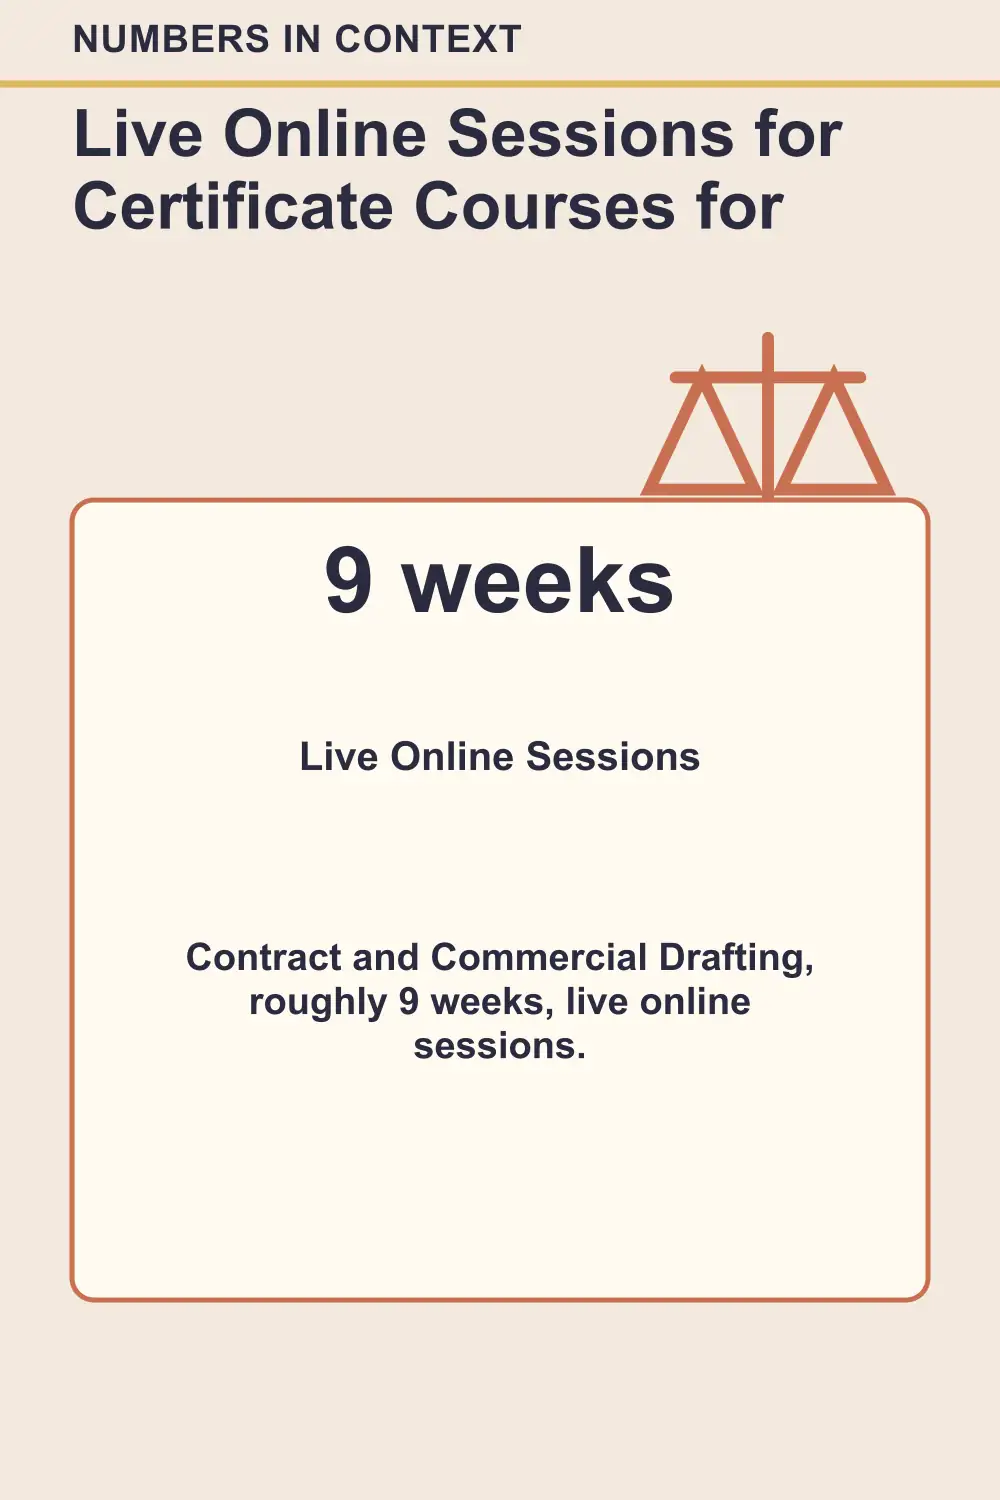 NUMBERS IN CONTEXT
Live Online Sessions for
Certificate Courses for
9 weeks
Live Online Sessions
Contract and Commercial Drafting,
roughly 9 weeks, live online
sessions.